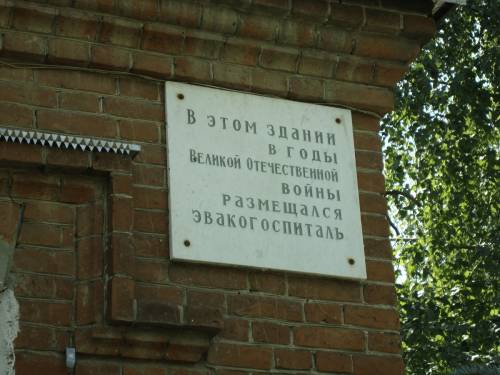 В этом здании
в годы
Великой Отечественной
войны
размещался
эвакогоспиталь